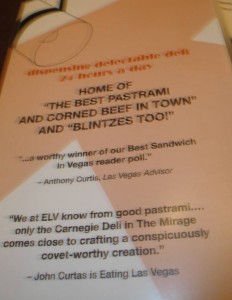 dispensing delectable deli
24 hours a day
HOME OF
"THE BEST PASTRAMI
AND CORNED BEEF IN TOWN"
AND "BLINTZES TOO!"
"...a worthy winner of our Best Sandwich
in Vegas reader poll."
– Anthony Curtis, Las Vegas Advisor
"We at ELV know from good pastrami....
only the Carnegie Deli in The Mirage
comes close to crafting a conspicuously
covet-worthy creation."
– John Curtas is Eating Las Vegas